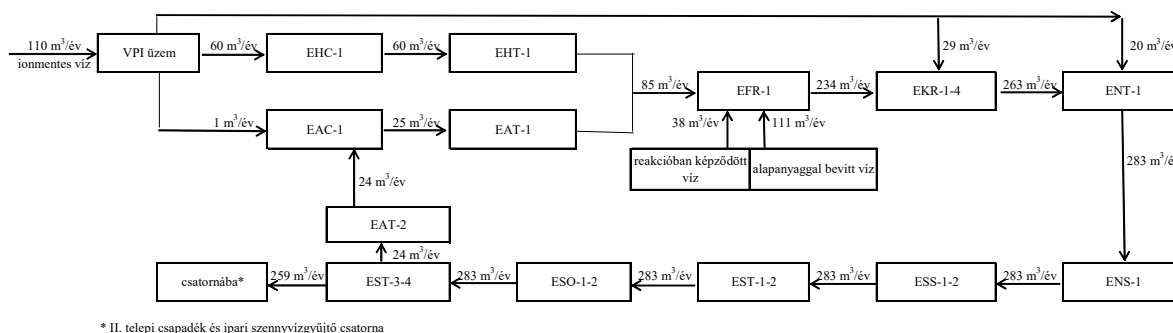 110 m³/év
ionmentes víz
VPI üzem
60 m³/év
EHC-1
60 m³/év
EHT-1
85 m³/év
EFR-1
234 m³/év
29 m³/év
EKR-1-4
263 m³/év
20 m³/év
ENT-1
1 m³/év
EAC-1
25 m³/év
EAT-1
38 m³/év
111 m³/év
reakcióban képződött
víz
alapanyaggal bevitt víz
283 m³/év
24 m³/év
EAT-2
24 m³/év
csatornába*
259 m³/év
EST-3-4
283 m³/év
ESO-1-2
283 m³/év
EST-1-2
283 m³/év
ESS-1-2
283 m³/év
ENS-1
* II. telepi csapadék és ipari szennyvízgyűjtő csatorna